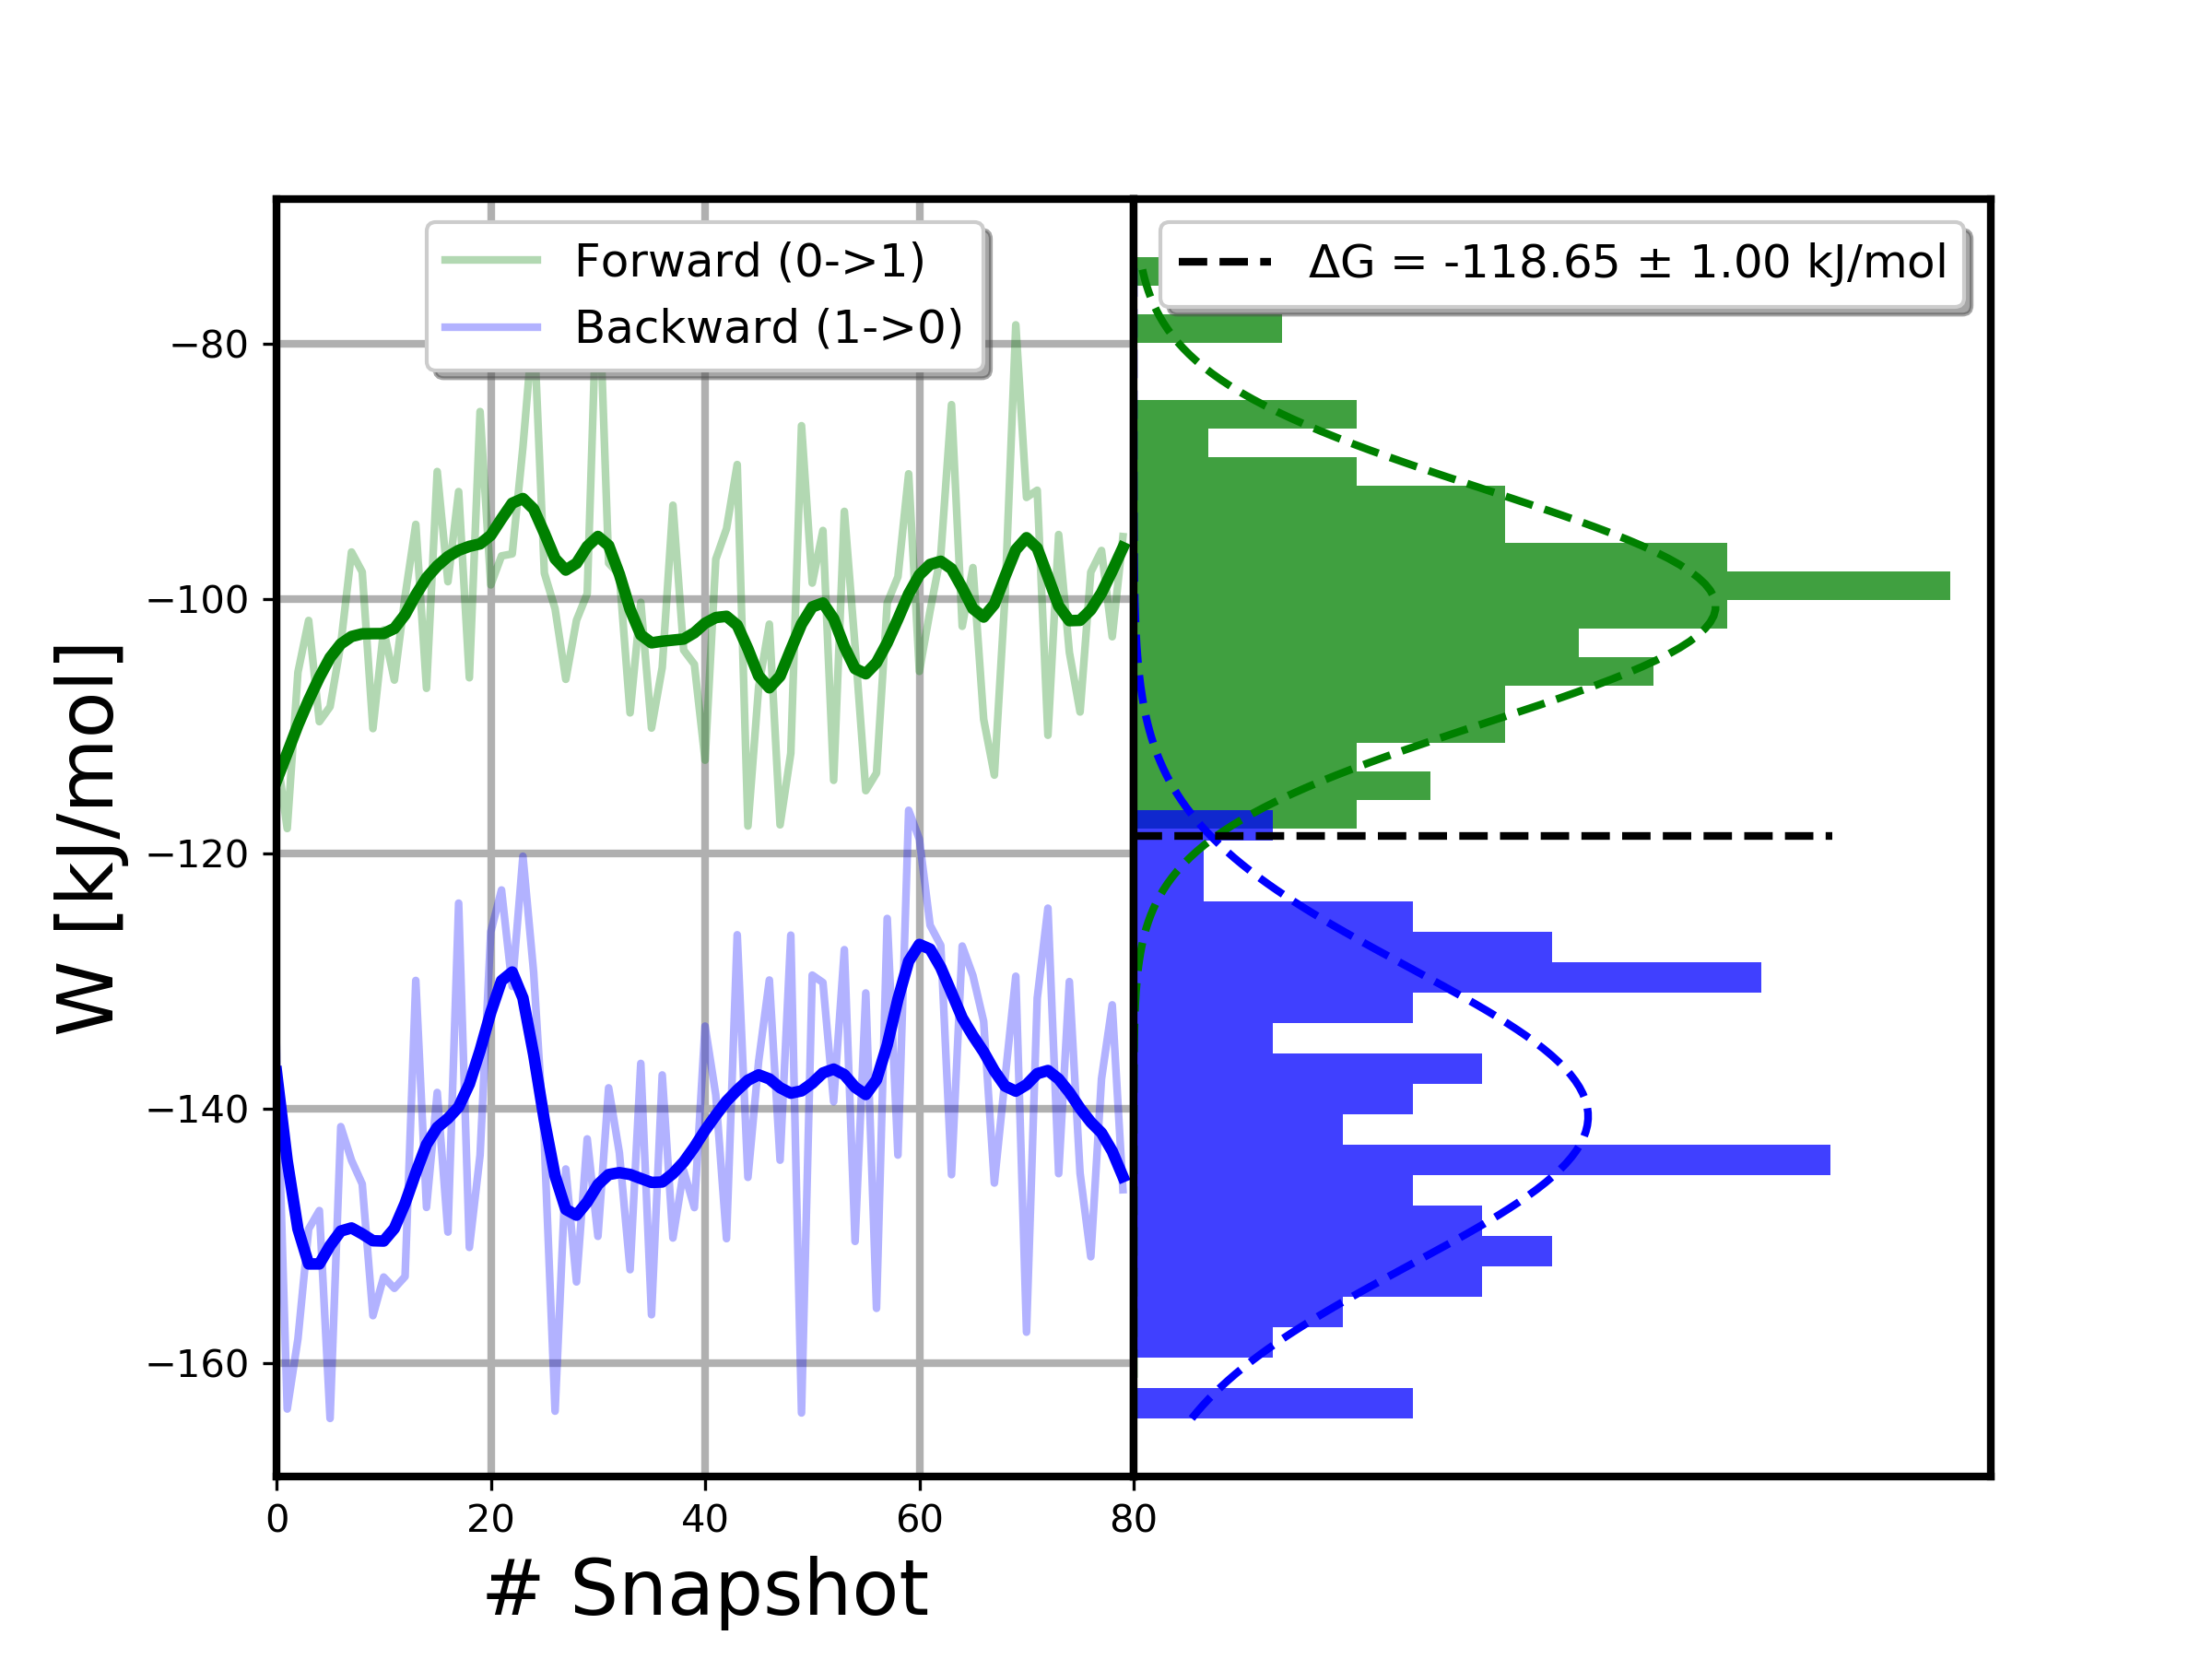 Forward (0->1)
Backward (1->0)
ΔG = -118.65 ± 1.00 kJ/mol
W [kJ/mol]
−80
−100
−120
−140
−160
0 20 40 60 80
# Snapshot